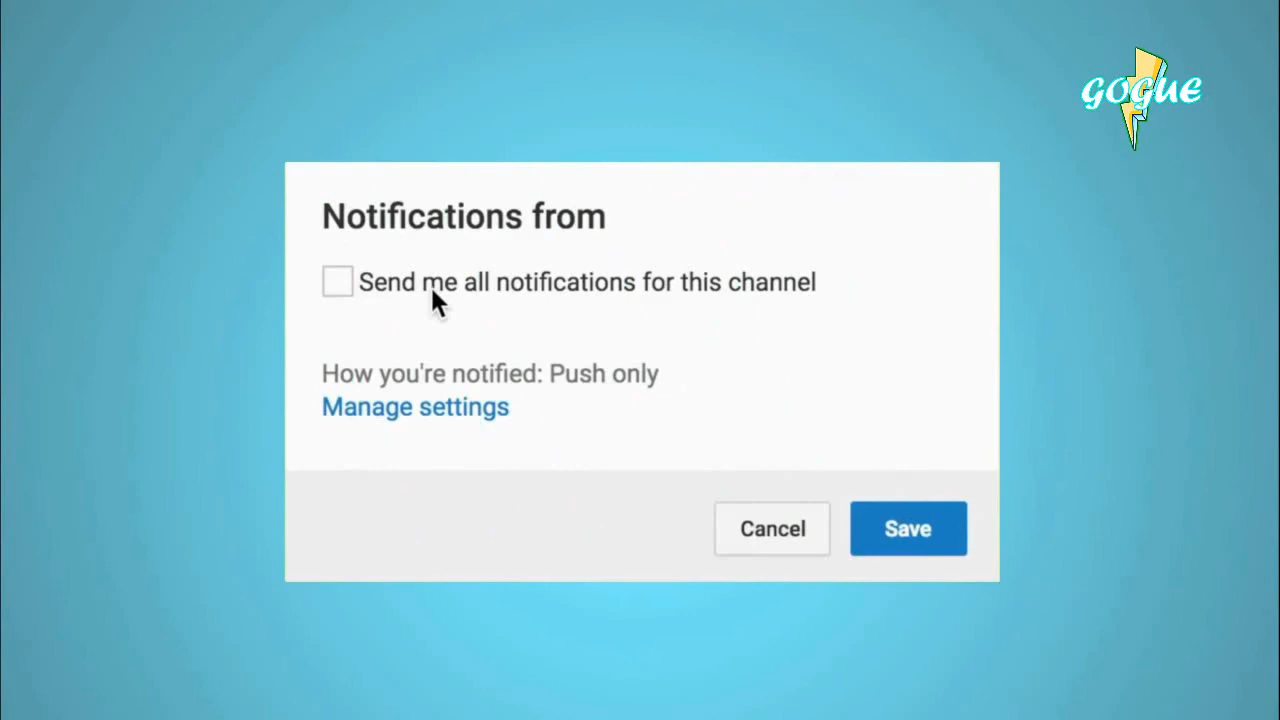 GOGUE
Notifications from
Send me all notifications for this channel
How you're notified: Push only
Manage settings
Cancel
Save